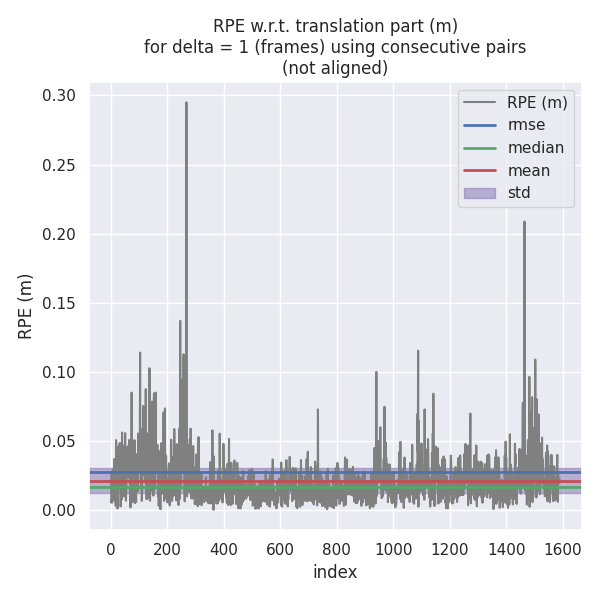 RPE w.r.t. translation part (m)
for delta = 1 (frames) using consecutive pairs
(not aligned)
RPE (m)
rmse
median
mean
std
0.30
0.25
0.20
0.15
0.10
0.05
0.00
RPE (m)
0 200 400 600 800 1000 1200 1400 1600
index